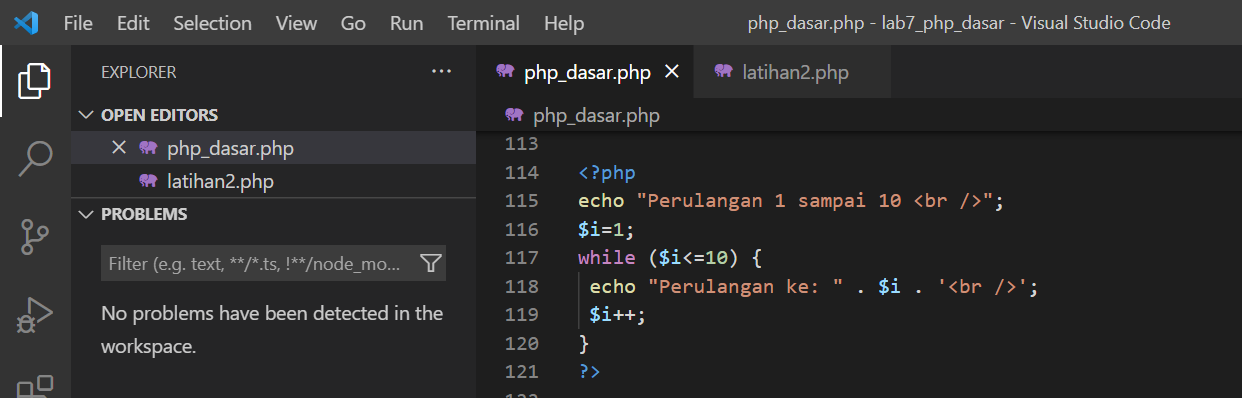 File Edit Selection View Go Run Terminal Help php_dasar.php - lab7_php_dasar - Visual Studio Code
EXPLORER ...
OPEN EDITORS
php_dasar.php
latihan2.php
PROBLEMS
Filter (e.g. text, **/*.ts, !**/node_mo...
No problems have been detected in the
workspace.
php_dasar.php latihan2.php
php_dasar.php
113
114 <?php
115 echo "Perulangan 1 sampai 10 <br />";
116 $i=1;
117 while ($i<=10) {
118 echo "Perulangan ke: " . $i . '<br />';
119 $i++;
120 }
121 ?>